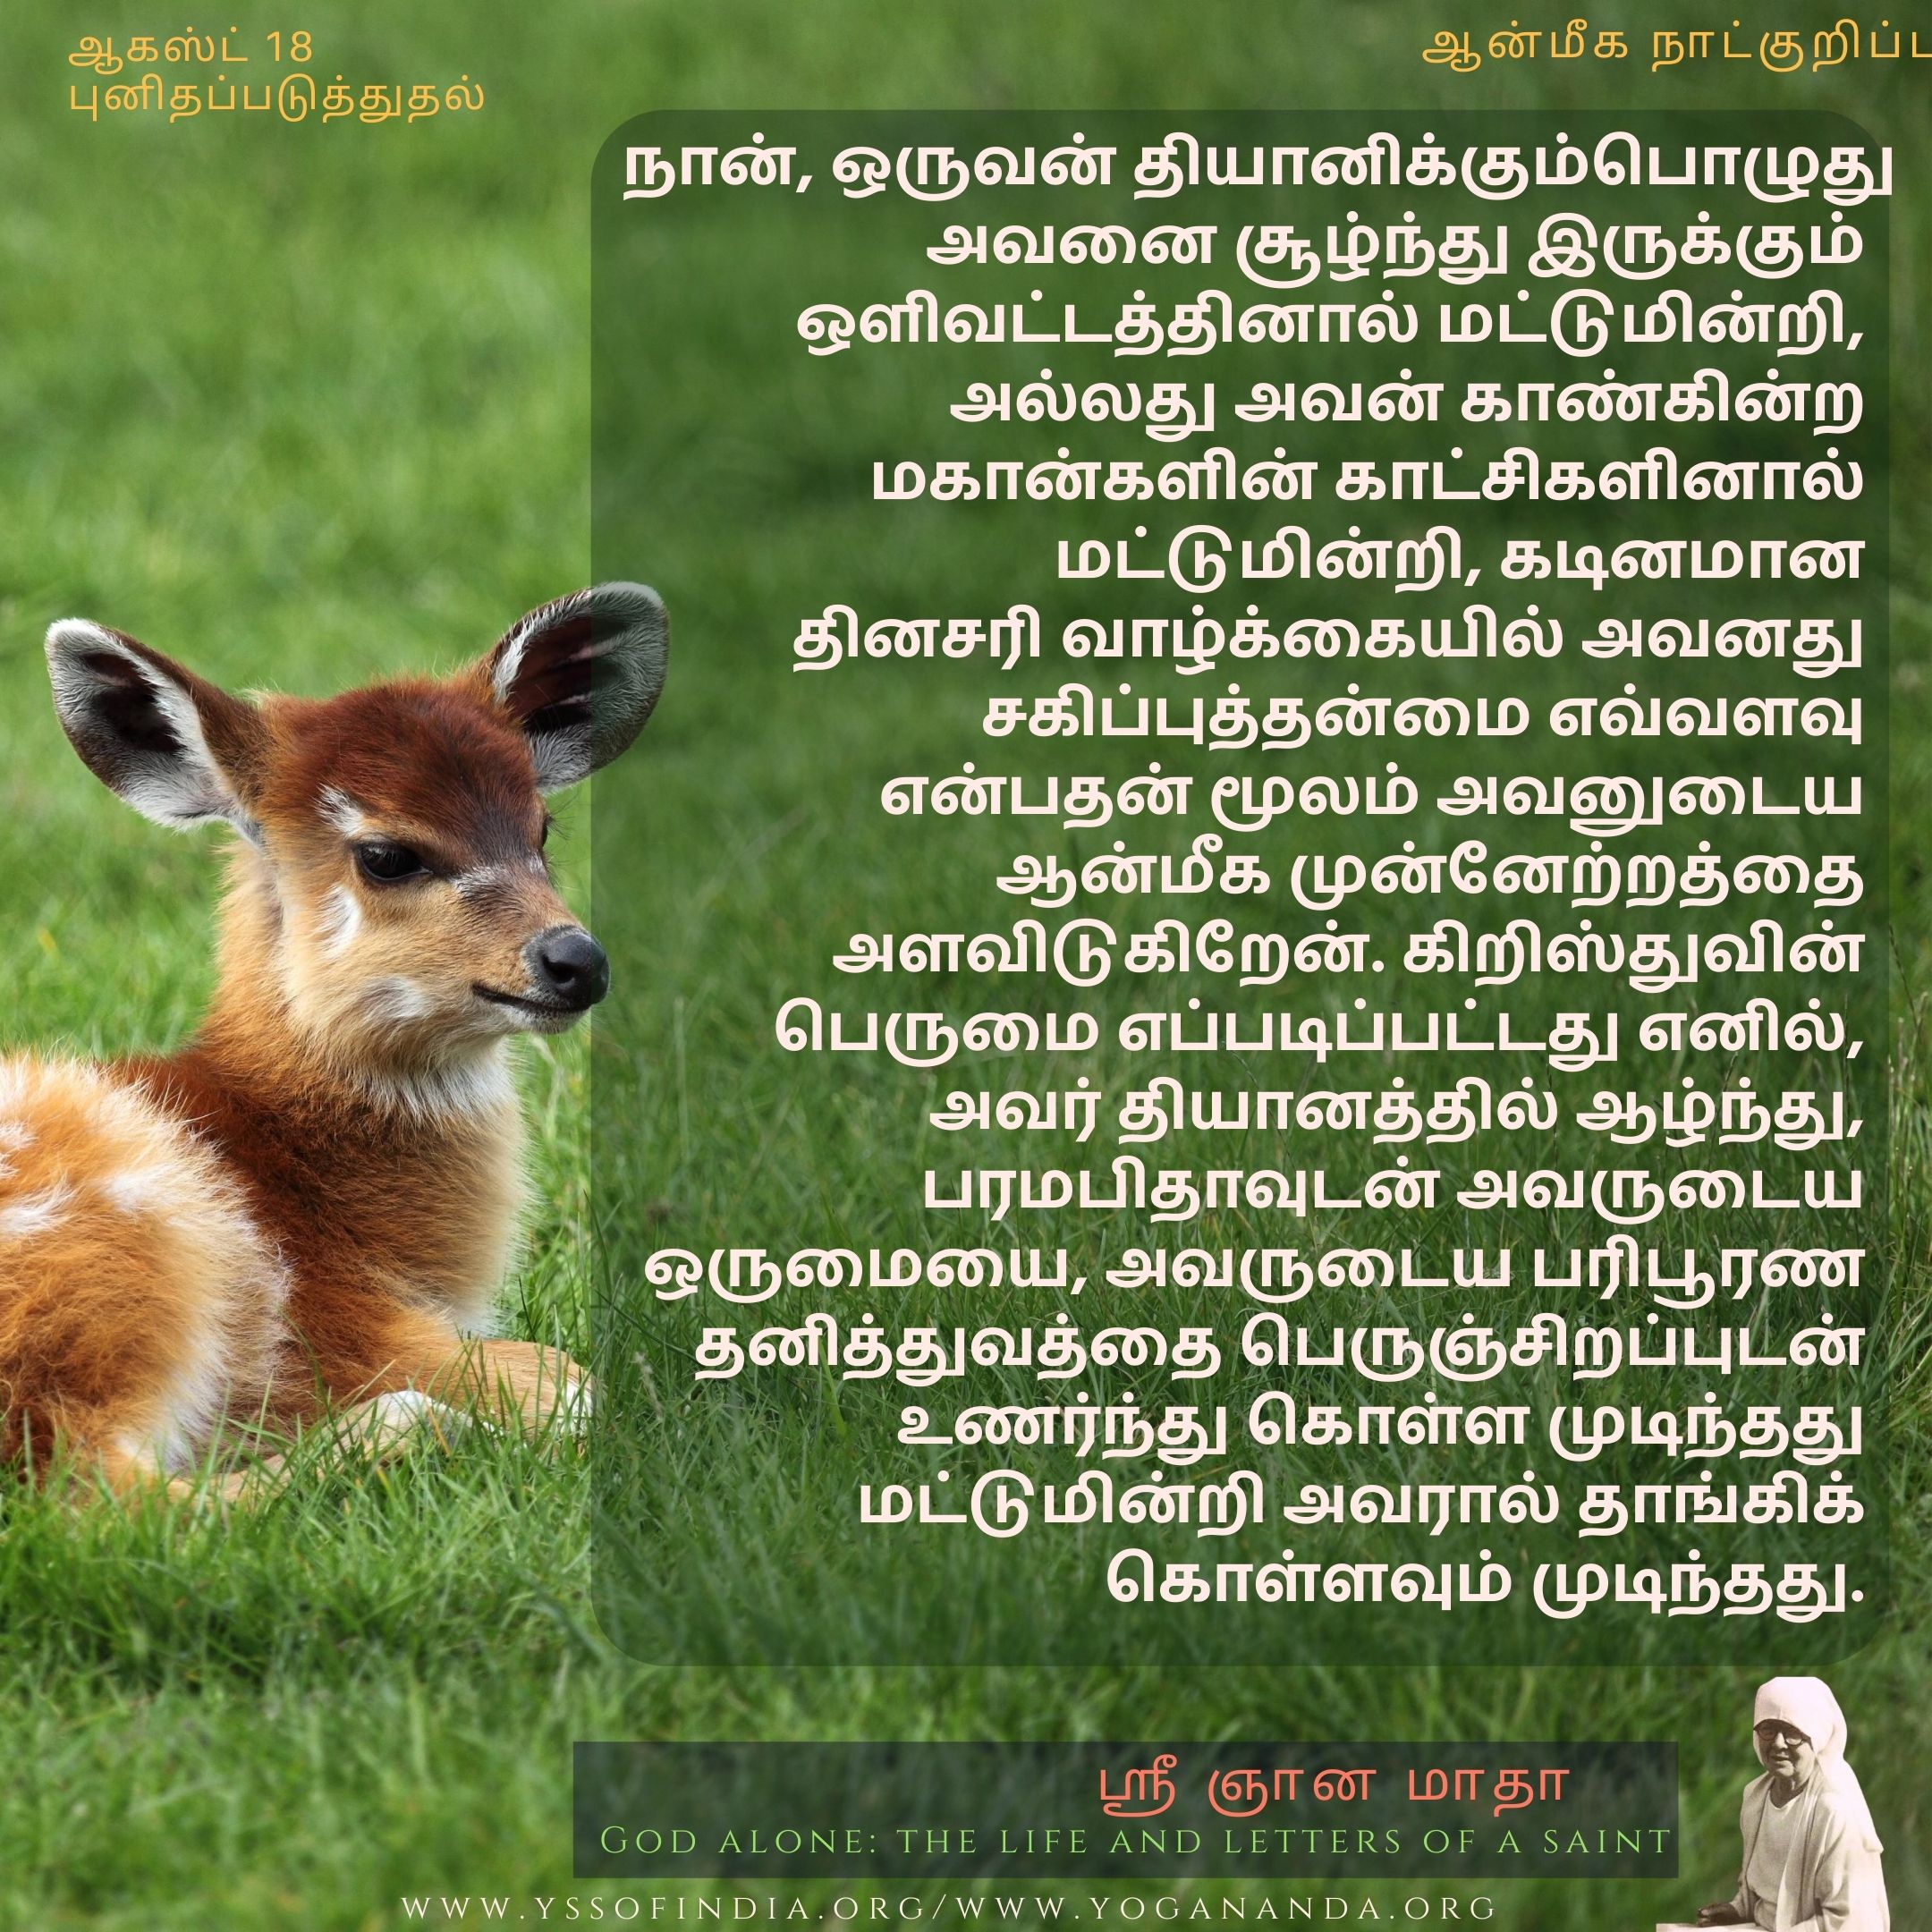 ஆகஸ்ட் 18
புனிதப்படுத்துதல்
ஆன்மீக
நான், ஒருவன் தியானிக்கும்பொழுது
அவனை சூழ்ந்து இருக்கும்
ஒளிவட்டத்தினால் மட்டுமின்றி,
அல்லது அவன் காண்கின்ற
மகான்களின் காட்சிகளினால்
மட்டுமின்றி, கடினமான
தினசரி வாழ்க்கையில் அவனது
சகிப்புத்தன்மை எவ்வளவு
என்பதன் மூலம் அவனுடைய
ஆன்மீக முன்னேற்றத்தை
அளவிடுகிறேன். கிறிஸ்துவின்
பெருமை எப்படிப்பட்டது எனில்,
அவர் தியானத்தில் ஆழ்ந்து,
பரமபிதாவுடன் அவருடைய
ஒருமையை, அவருடைய பரிபூரண
தனித்துவத்தை பெருஞ்சிறப்புடன்
உணர்ந்து கொள்ள முடிந்தது
மட்டுமின்றி அவரால் தாங்கிக்
கொள்ளவும் முடிந்தது.
ஸ்ரீ ஞான மாதா
GOD ALONE: THE LIFE AND LETTERS OF A SAINT
WWW.YSSOFINDIA.ORG/WWW.YOGANANDA.ORG